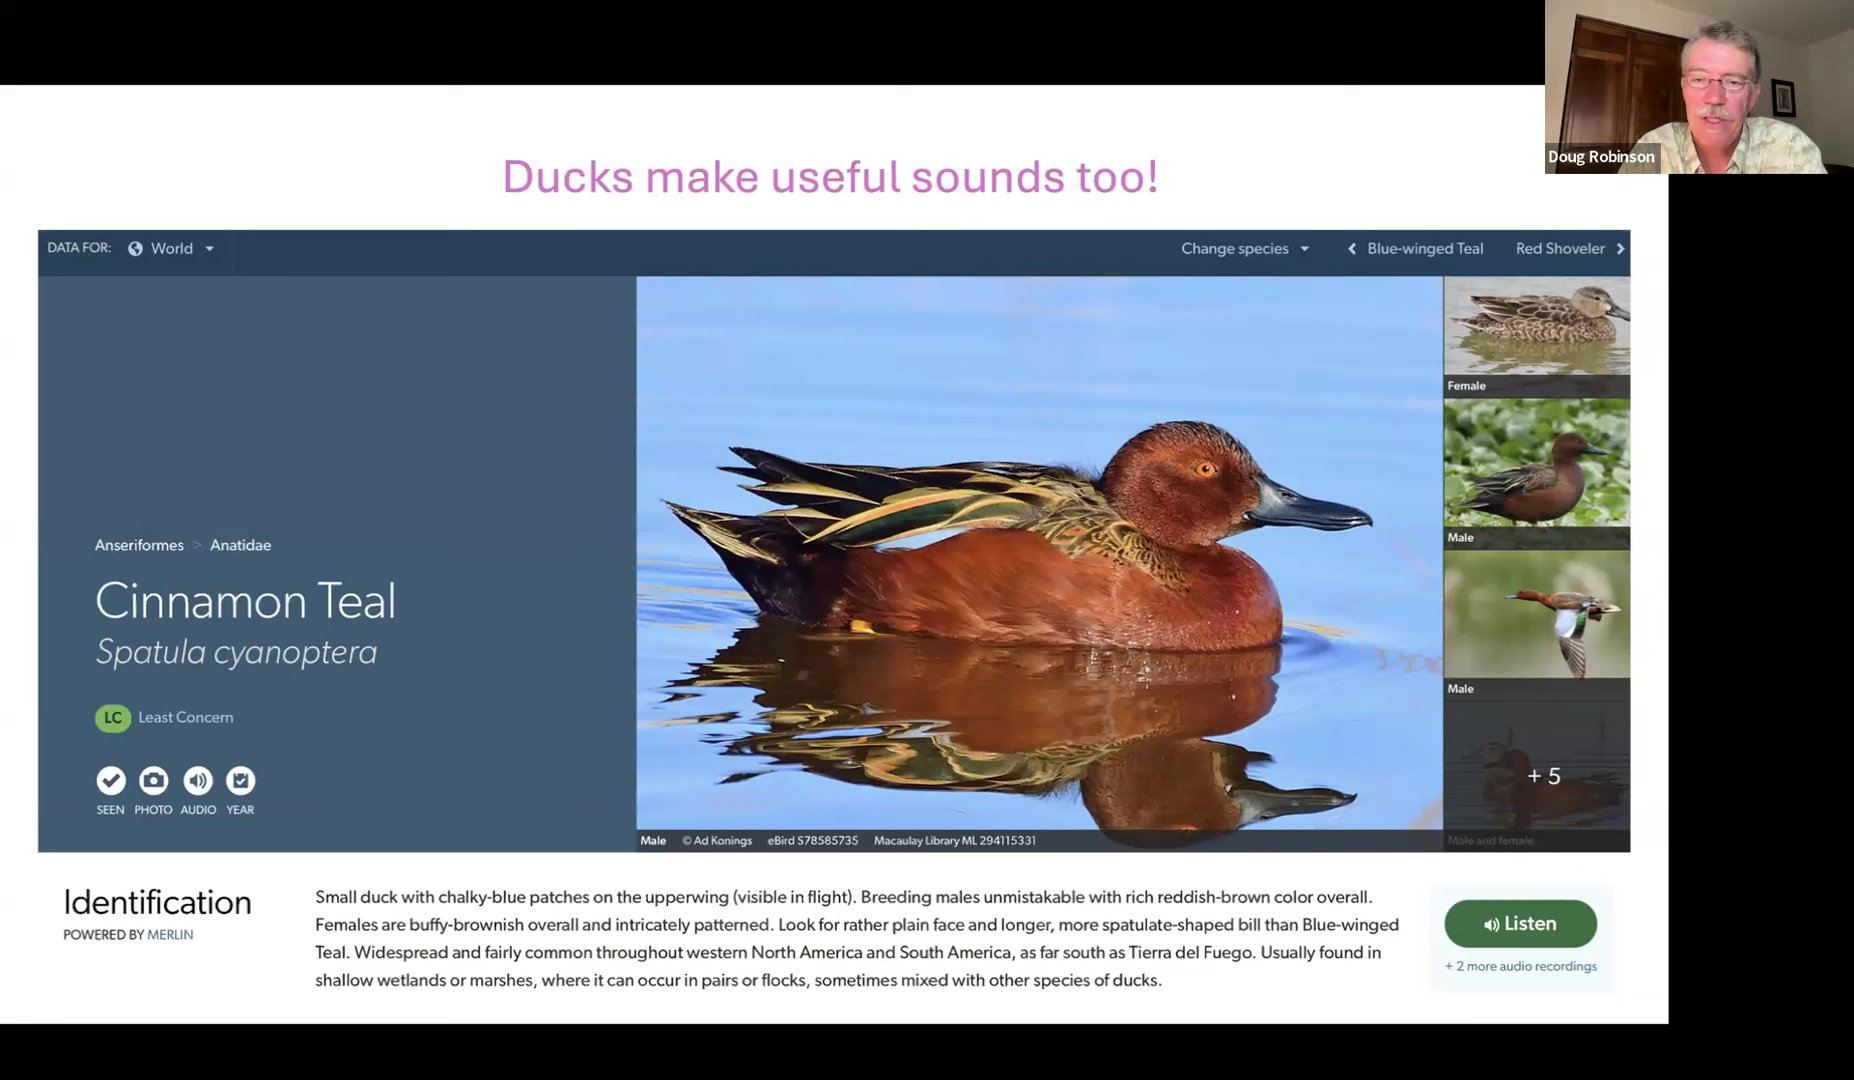 Doug Robinson
Ducks make useful sounds too!
DATA FOR: World
Change species
Blue-winged Teal
Red Shoveler
Female
Male
Male
+ 5
Male and female
Anseriformes > Anatidae
Cinnamon Teal
Spatula cyanoptera
LC Least Concern
SEEN PHOTO AUDIO YEAR
Male © Ad Konings eBird S78585735 Macaulay Library ML 294115331
Identification
POWERED BY MERLIN
Small duck with chalky-blue patches on the upperwing (visible in flight). Breeding males unmistakable with rich reddish-brown color overall.
Females are buffy-brownish overall and intricately patterned. Look for rather plain face and longer, more spatulate-shaped bill than Blue-winged
Teal. Widespread and fairly common throughout western North America and South America, as far south as Tierra del Fuego. Usually found in
shallow wetlands or marshes, where it can occur in pairs or flocks, sometimes mixed with other species of ducks.
Listen
+ 2 more audio recordings